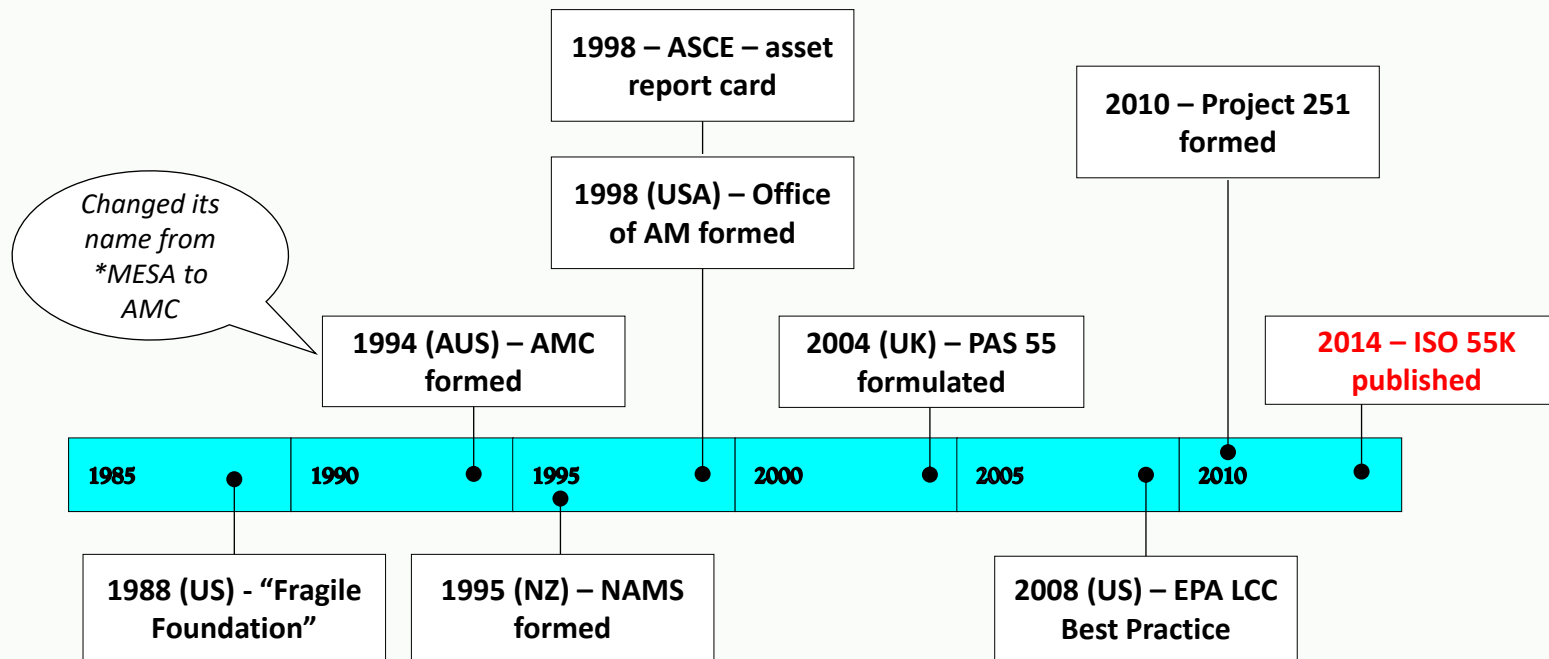 1998 – ASCE – asset
report card
2010 – Project 251
formed
1998 (USA) – Office
of AM formed
Changed its
name from
*MESA to
AMC
1994 (AUS) – AMC
formed
2004 (UK) – PAS 55
formulated
2014 – ISO 55K
published
1985
1990
1995
2000
2005
2010
1988 (US) - “Fragile
Foundation”
1995 (NZ) – NAMS
formed
2008 (US) – EPA LCC
Best Practice